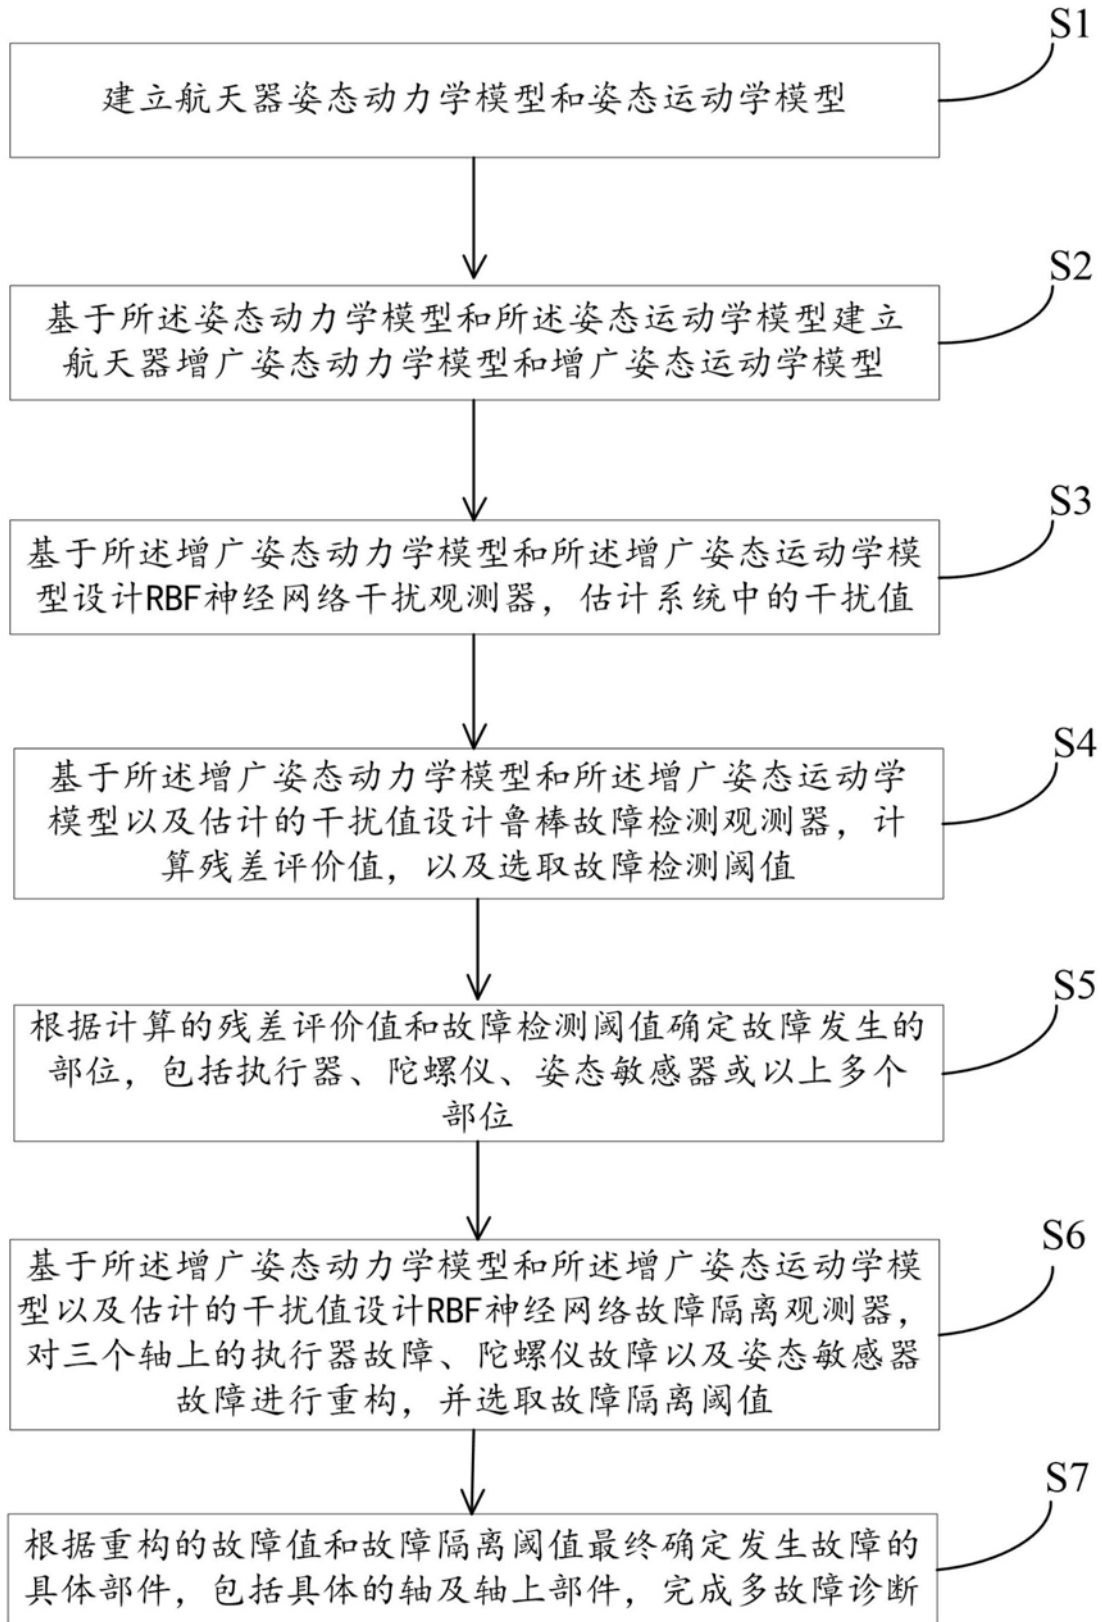 S1
建立航天器姿态动力学模型和姿态运动学模型
S2
基于所述姿态动力学模型和所述姿态运动学模型建立
航天器增广姿态动力学模型和增广姿态运动学模型
S3
基于所述增广姿态动力学模型和所述增广姿态运动学模
型设计RBF神经网络干扰观测器，估计系统中的干扰值
S4
基于所述增广姿态动力学模型和所述增广姿态运动学
模型以及估计的干扰值设计鲁棒故障检测观测器，计
算残差评价值，以及选取故障检测阈值
S5
根据计算的残差评价值和故障检测阈值确定故障发生的
部位，包括执行器、陀螺仪、姿态敏感器或以上多个
部位
S6
基于所述增广姿态动力学模型和所述增广姿态运动学模
型以及估计的干扰值设计RBF神经网络故障隔离观测器，
对三个轴上的执行器故障、陀螺仪故障以及姿态敏感器
故障进行重构，并选取故障隔离阈值
S7
根据重构的故障值和故障隔离阈值最终确定发生故障的
具体部件，包括具体的轴及轴上部件，完成多故障诊断